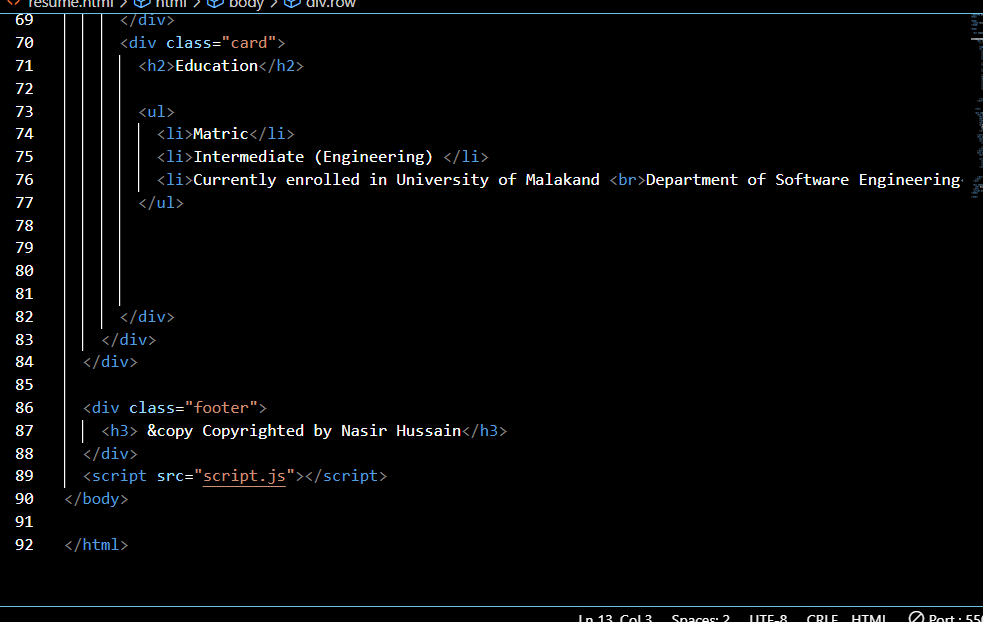 resume.html > html > body > div.row
69 </div>
70 <div class="card">
71 <h2>Education</h2>
72
73 <ul>
74 <li>Matric</li>
75 <li>Intermediate (Engineering) </li>
76 <li>Currently enrolled in University of Malakand <br>Department of Software Engineering
77 </ul>
78
79
80
81
82 </div>
83 </div>
84 </div>
85
86 <div class="footer">
87 <h3> &copy Copyrighted by Nasir Hussain</h3>
88 </div>
89 <script src="script.js"></script>
90 </body>
91
92 </html>
Ln 13, Col 3 Spaces: 2 UTF-8 CRLF HTML Port : 550